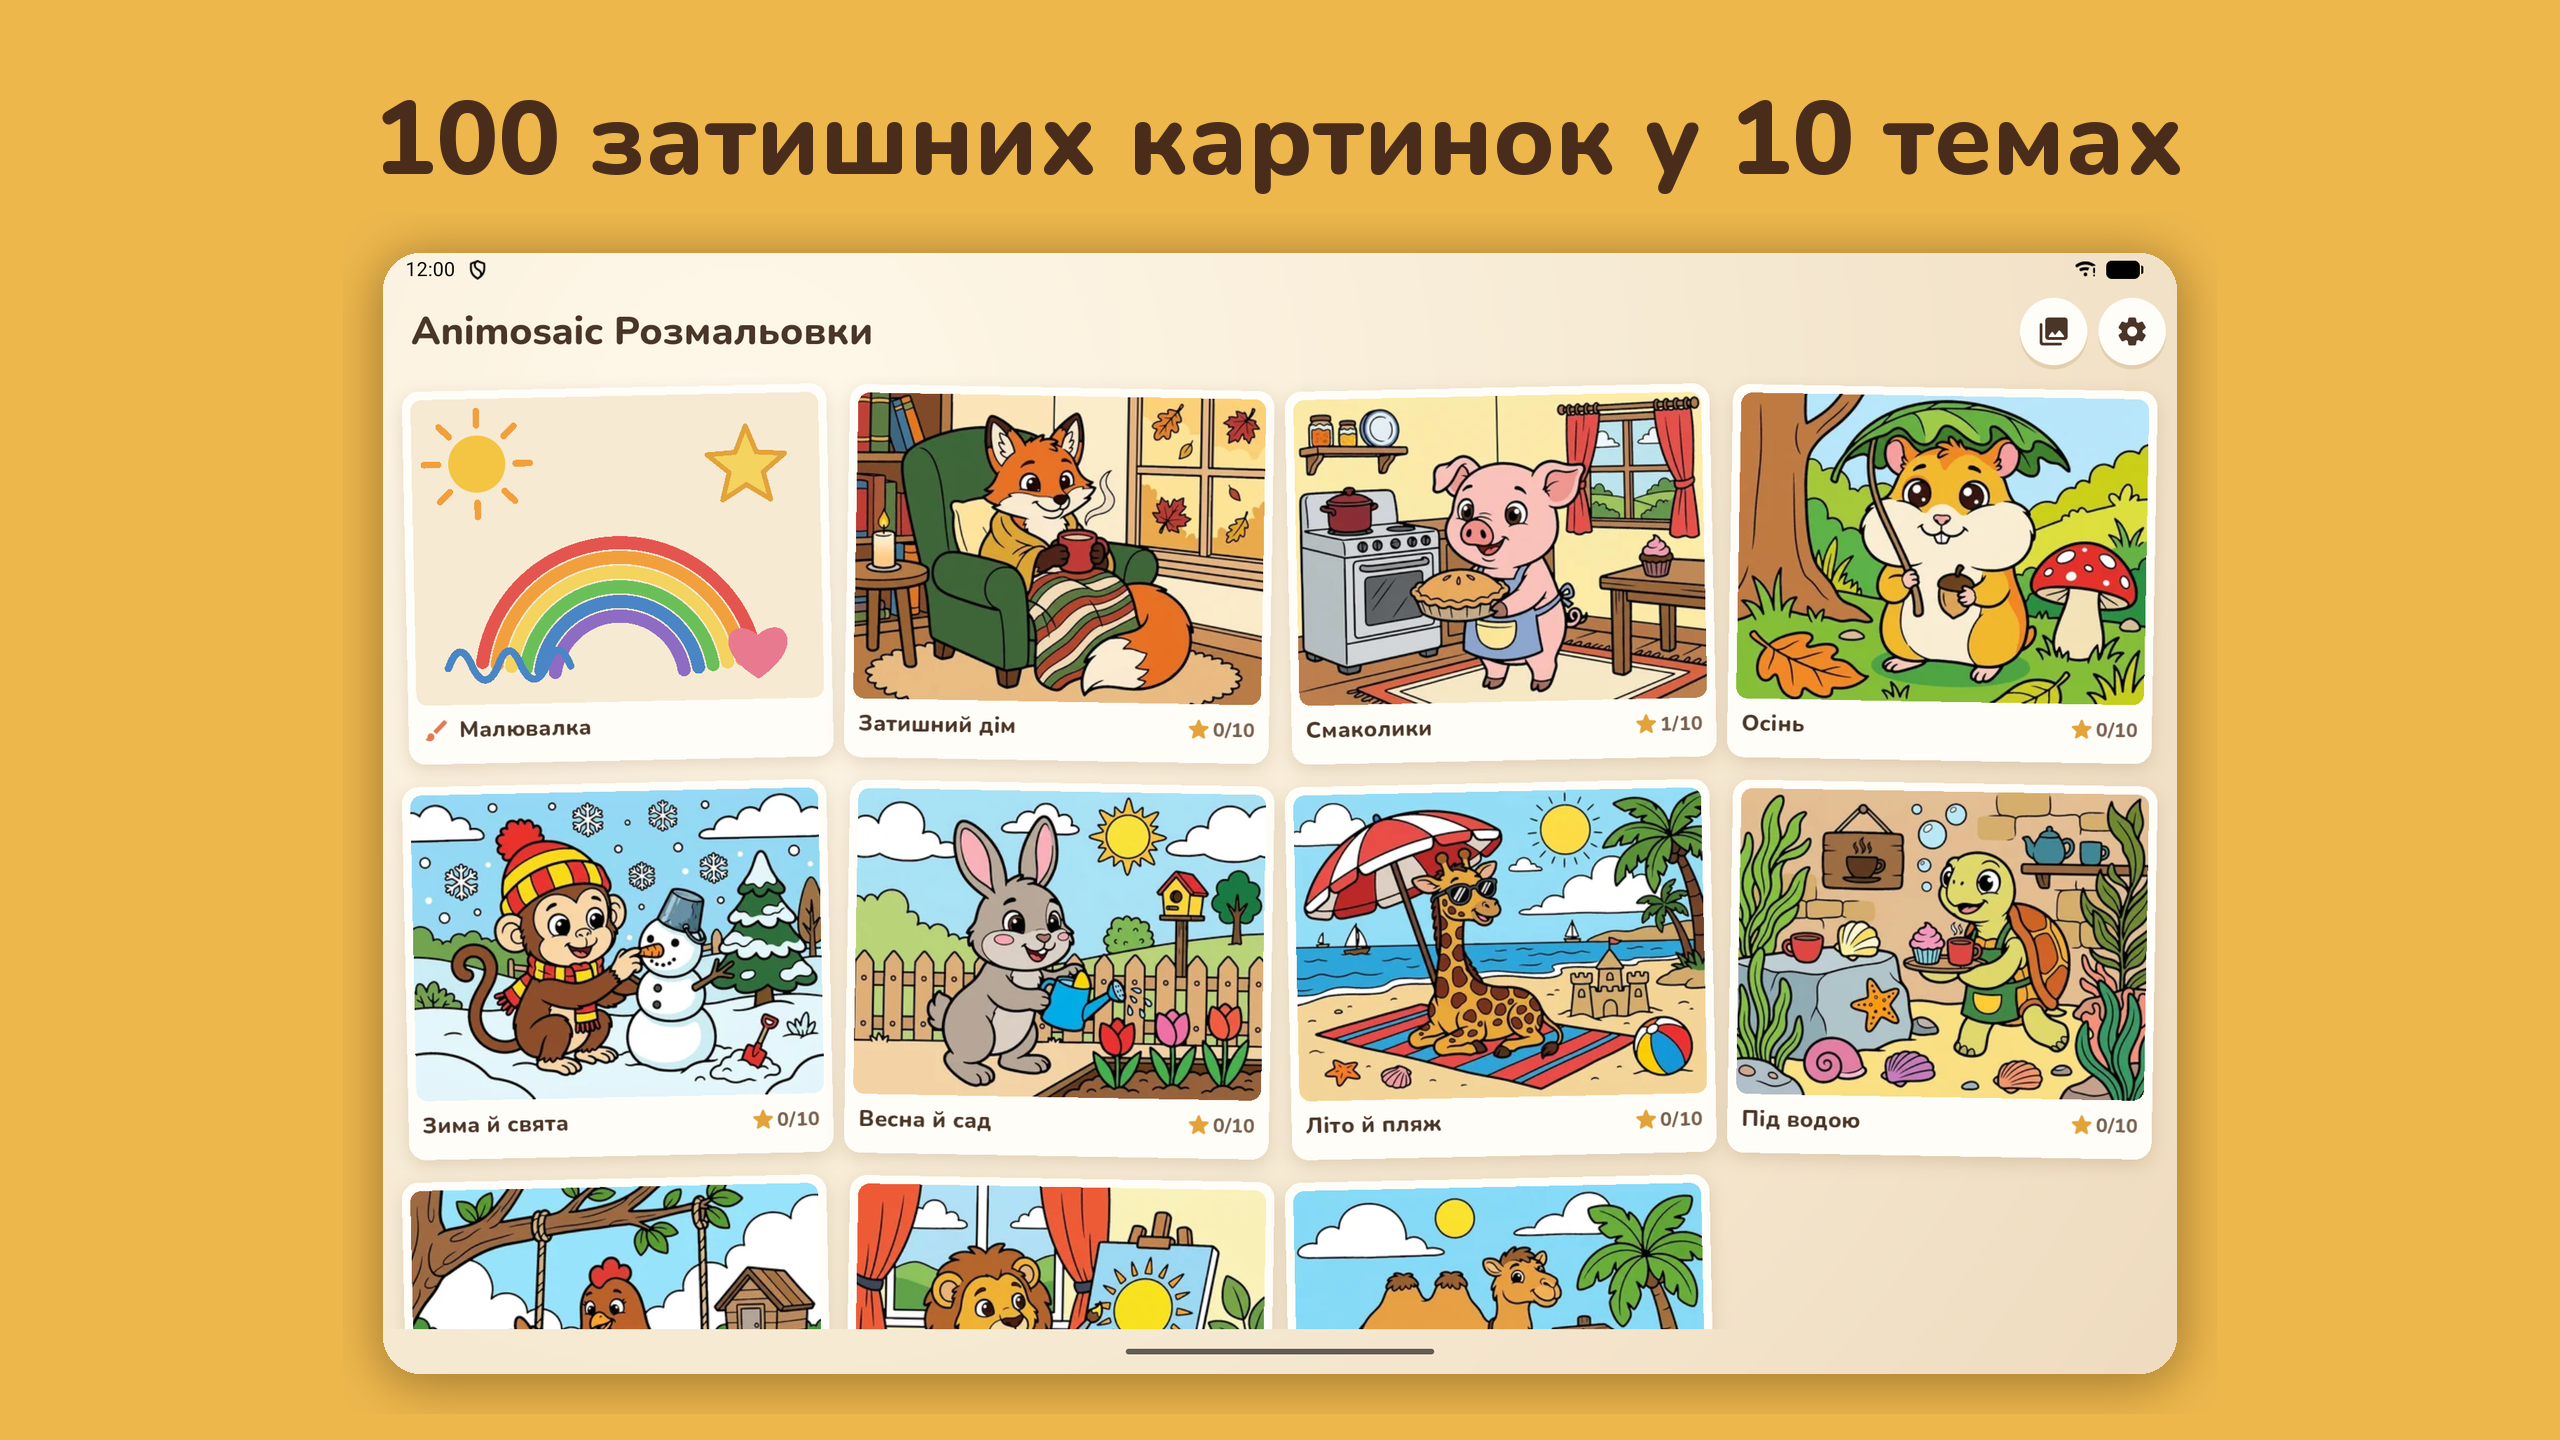 100 затишних картинок у 10 темах
12:00
Animosaic Розмальовки
Малювалка
Затишний дім 0/10
Смаколики 1/10
Осінь 0/10
Зима й свята 0/10
Весна й сад 0/10
Літо й пляж 0/10
Під водою 0/10